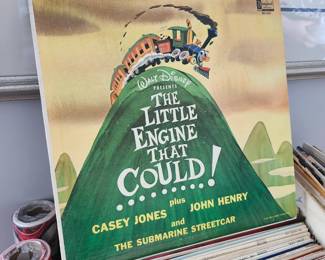 WALT DISNEY
PRESENTS
THE
LITTLE
ENGINE
THAT
COULD!
CASEY JONES plus JOHN HENRY
and
THE SUBMARINE STREETCAR